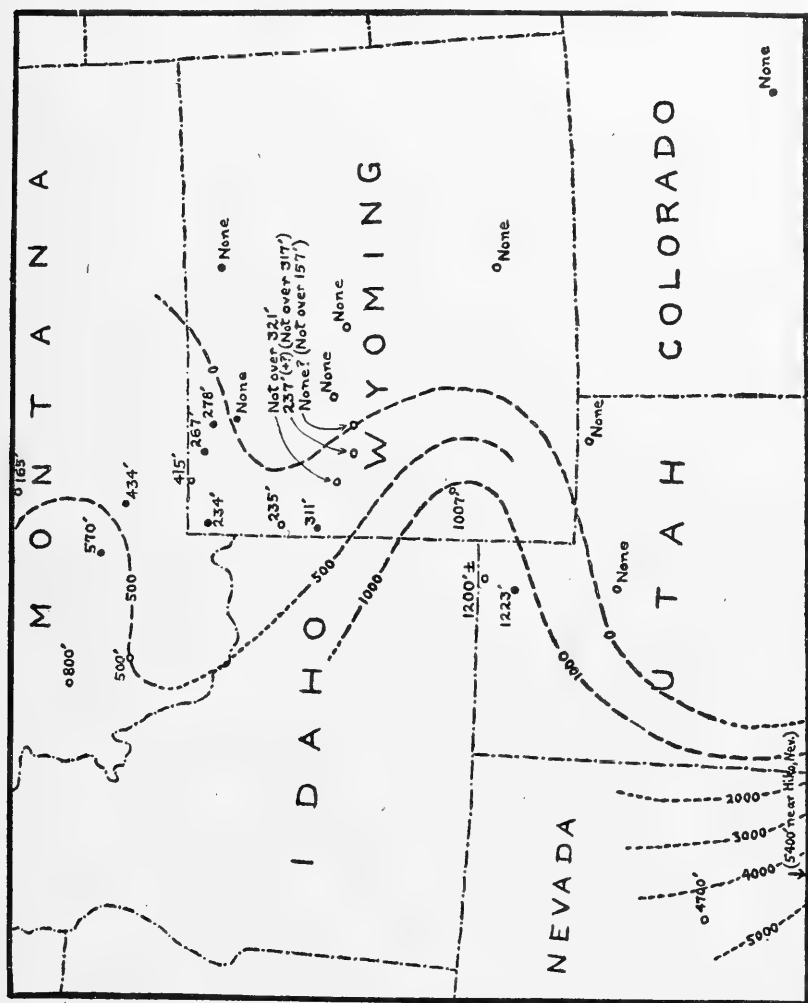 MONTANA
165'
434'
570'
500
800'
500'
415'
267'
278'
234'
235'
311'
None
None
Not over 321'
237'(+?)(Not over 317')
None?(Not over 157')
None
None
WYOMING
None
0
0
500
1000
1007'
1200'±
1223'
IDAHO
None
None
None
COLORADO
UTAH
0
1000
NEVADA
2000
3000
4000
5000
4700'
(5400' near Hiko, Nev.)